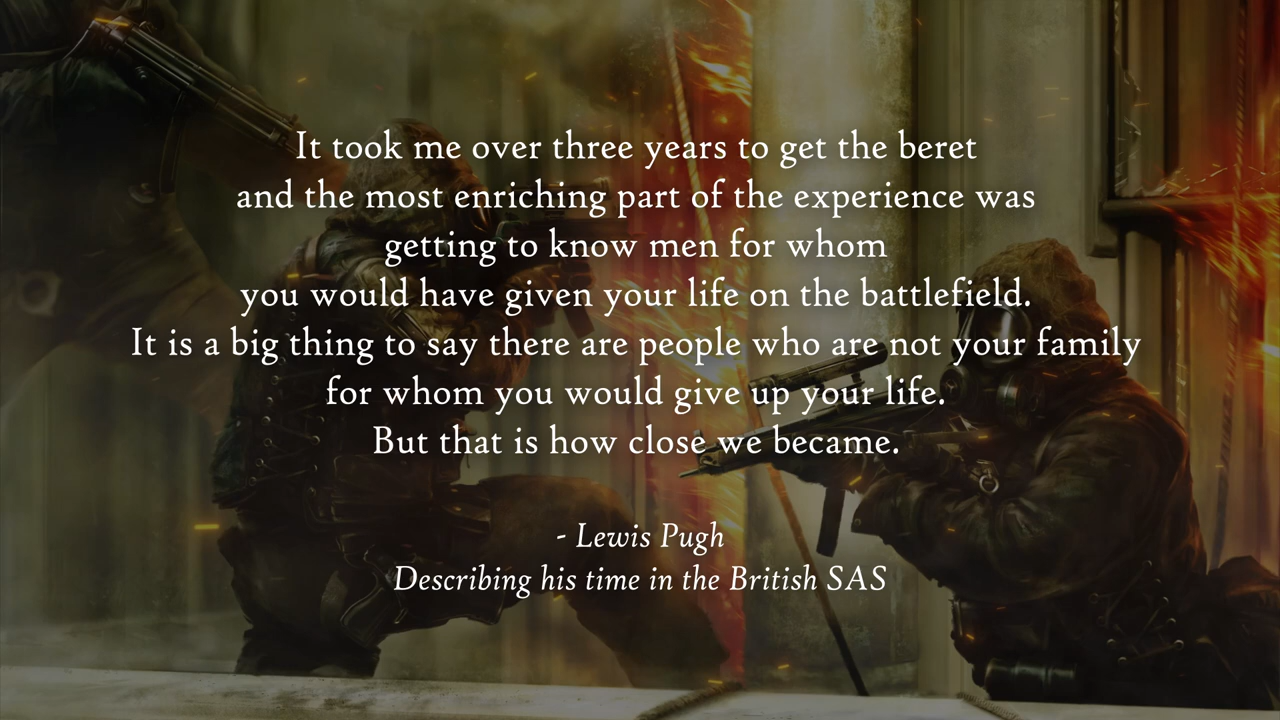 It took me over three years to get the beret
and the most enriching part of the experience was
getting to know men for whom
you would have given your life on the battlefield.
It is a big thing to say there are people who are not your family
for whom you would give up your life.
But that is how close we became.
- Lewis Pugh
Describing his time in the British SAS